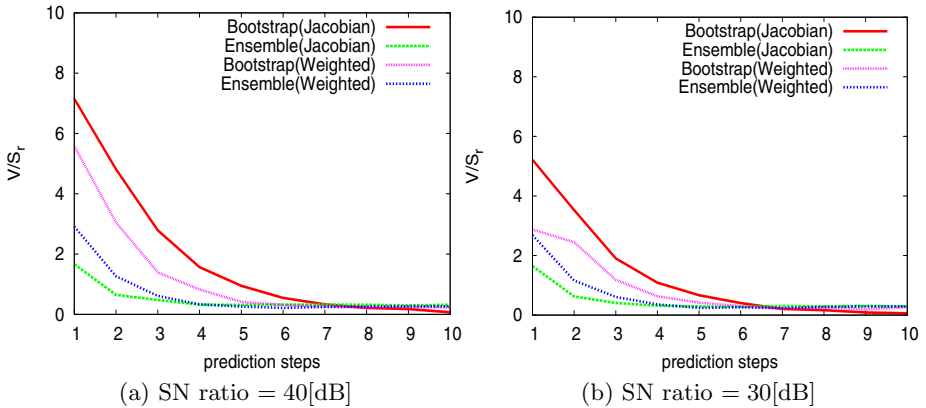 10
8
6
4
2
0
V/Sr
Bootstrap(Jacobian)
Ensemble(Jacobian)
Bootstrap(Weighted)
Ensemble(Weighted)
1 2 3 4 5 6 7 8 9 10
prediction steps
(a) SN ratio = 40[dB]
10
8
6
4
2
0
V/Sr
Bootstrap(Jacobian)
Ensemble(Jacobian)
Bootstrap(Weighted)
Ensemble(Weighted)
1 2 3 4 5 6 7 8 9 10
prediction steps
(b) SN ratio = 30[dB]